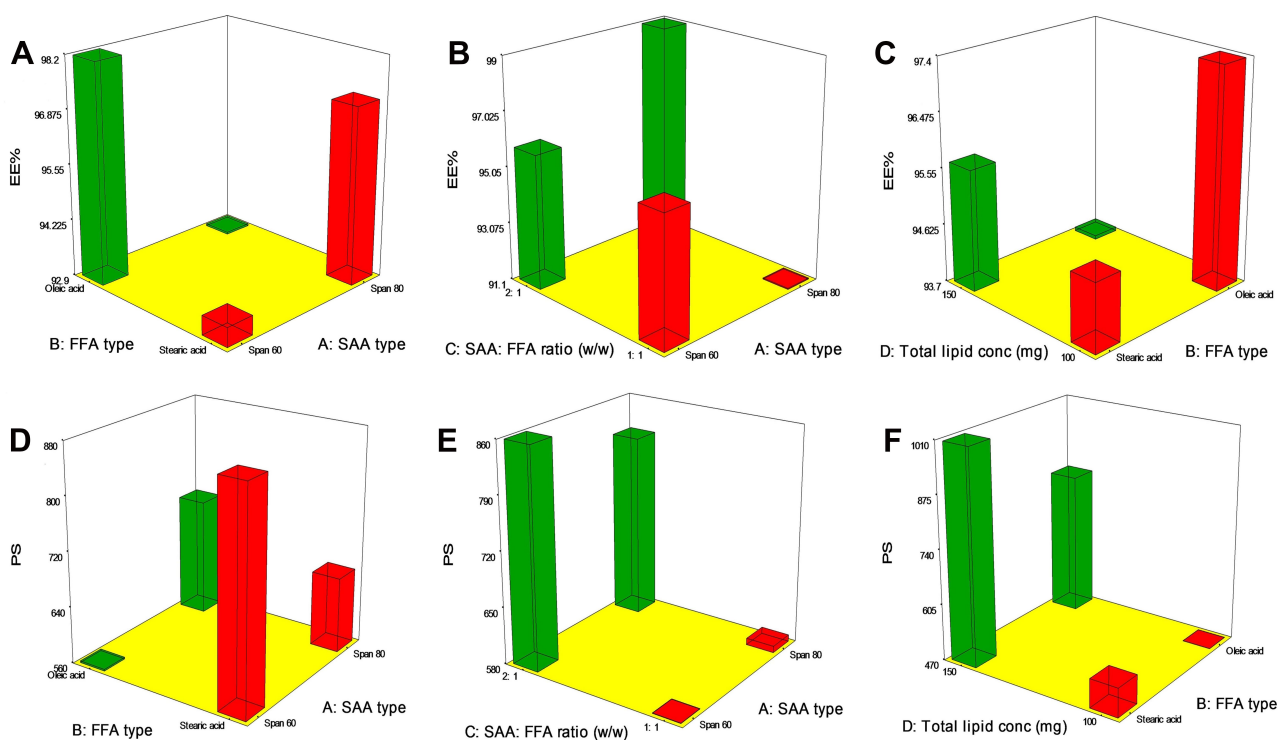 A
98.2
96.875
95.55
94.225
92.9
EE%
Oleic acid
Stearic acid
Span 60
Span 80
B: FFA type
A: SAA type
B
99
97.025
95.05
93.075
91.1
EE%
2: 1
1: 1
Span 60
Span 80
C: SAA: FFA ratio (w/w)
A: SAA type
C
97.4
96.475
95.55
94.625
93.7
EE%
150
100
Stearic acid
Oleic acid
D: Total lipid conc (mg)
B: FFA type
D
880
800
720
640
560
PS
Oleic acid
Stearic acid
Span 60
Span 80
B: FFA type
A: SAA type
E
860
790
720
650
580
PS
2: 1
1: 1
Span 60
Span 80
C: SAA: FFA ratio (w/w)
A: SAA type
F
1010
875
740
605
470
PS
150
100
Stearic acid
Oleic acid
D: Total lipid conc (mg)
B: FFA type